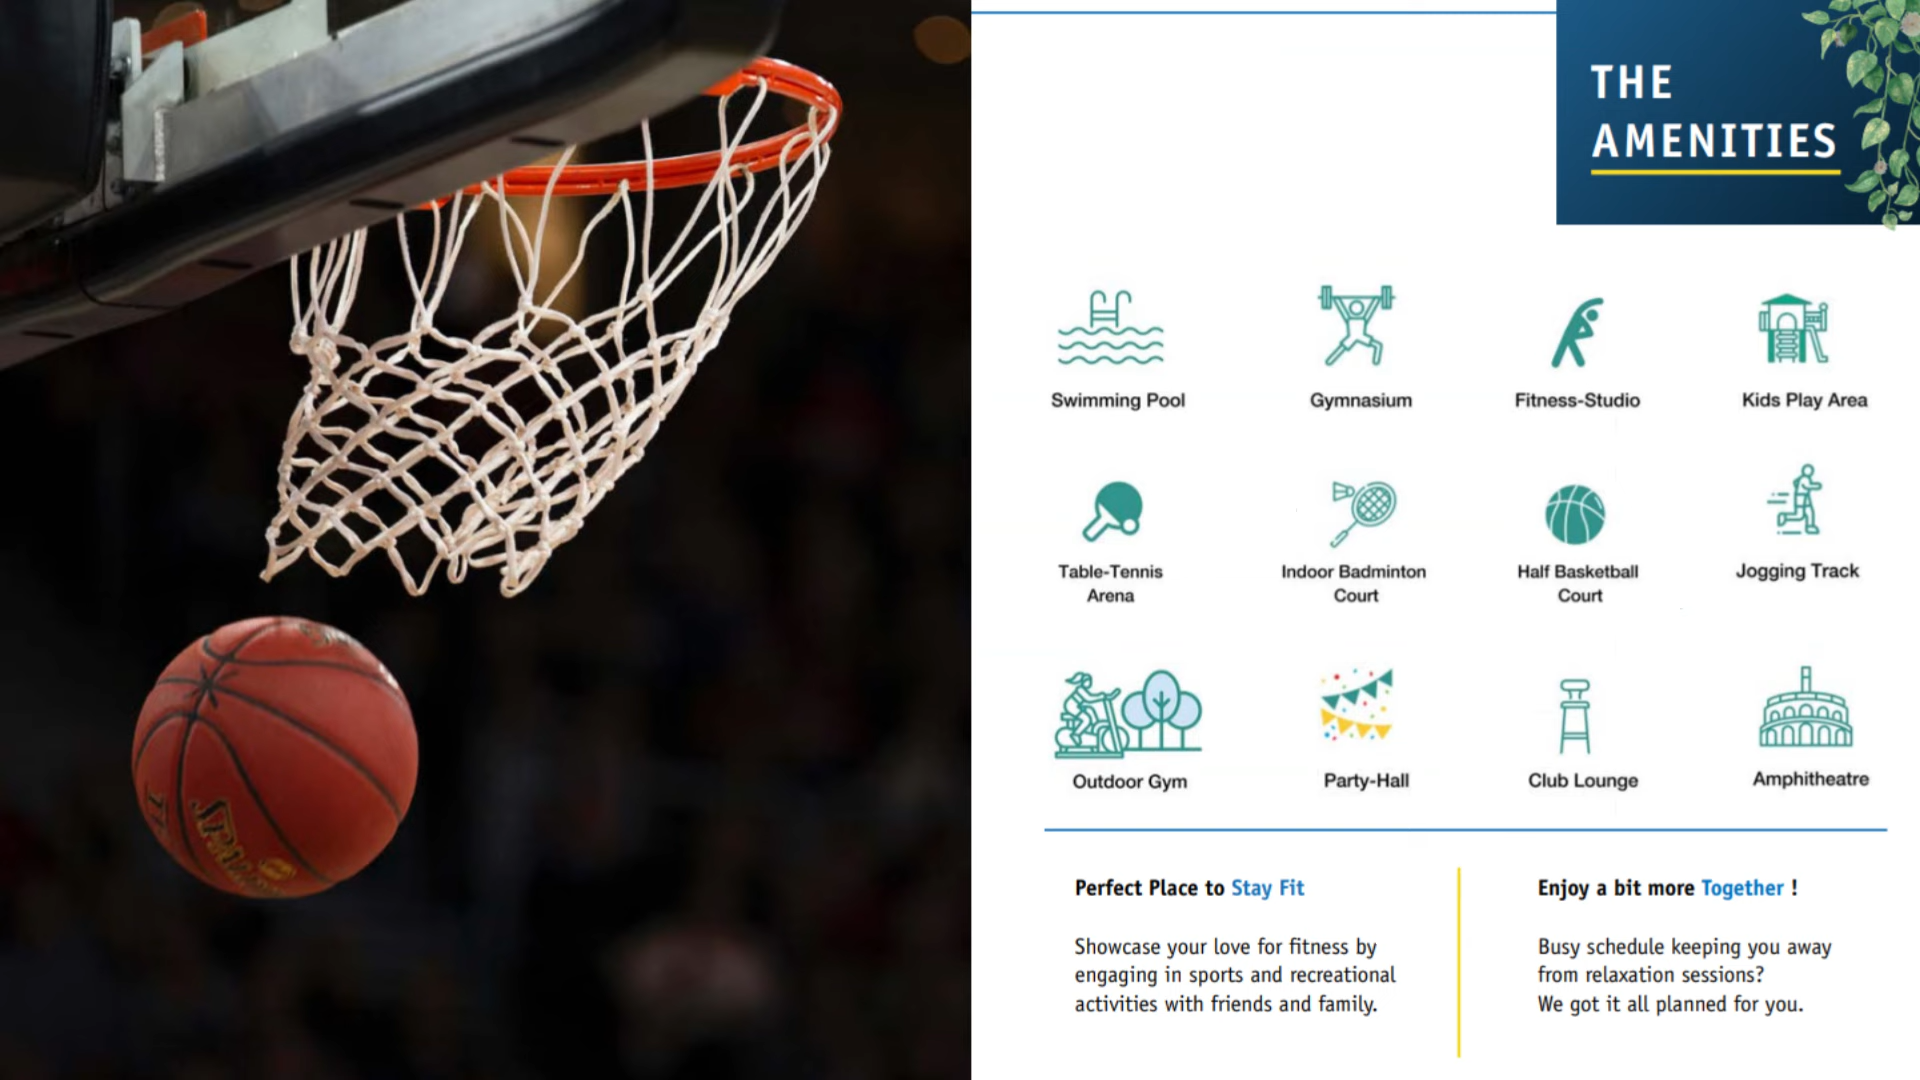 THE
AMENITIES
Swimming Pool
Gymnasium
Fitness-Studio
Kids Play Area
Table-Tennis
Arena
Indoor Badminton
Court
Half Basketball
Court
Jogging Track
Outdoor Gym
Party-Hall
Club Lounge
Amphitheatre
Perfect Place to Stay Fit
Showcase your love for fitness by
engaging in sports and recreational
activities with friends and family.
Enjoy a bit more Together !
Busy schedule keeping you away
from relaxation sessions?
We got it all planned for you.